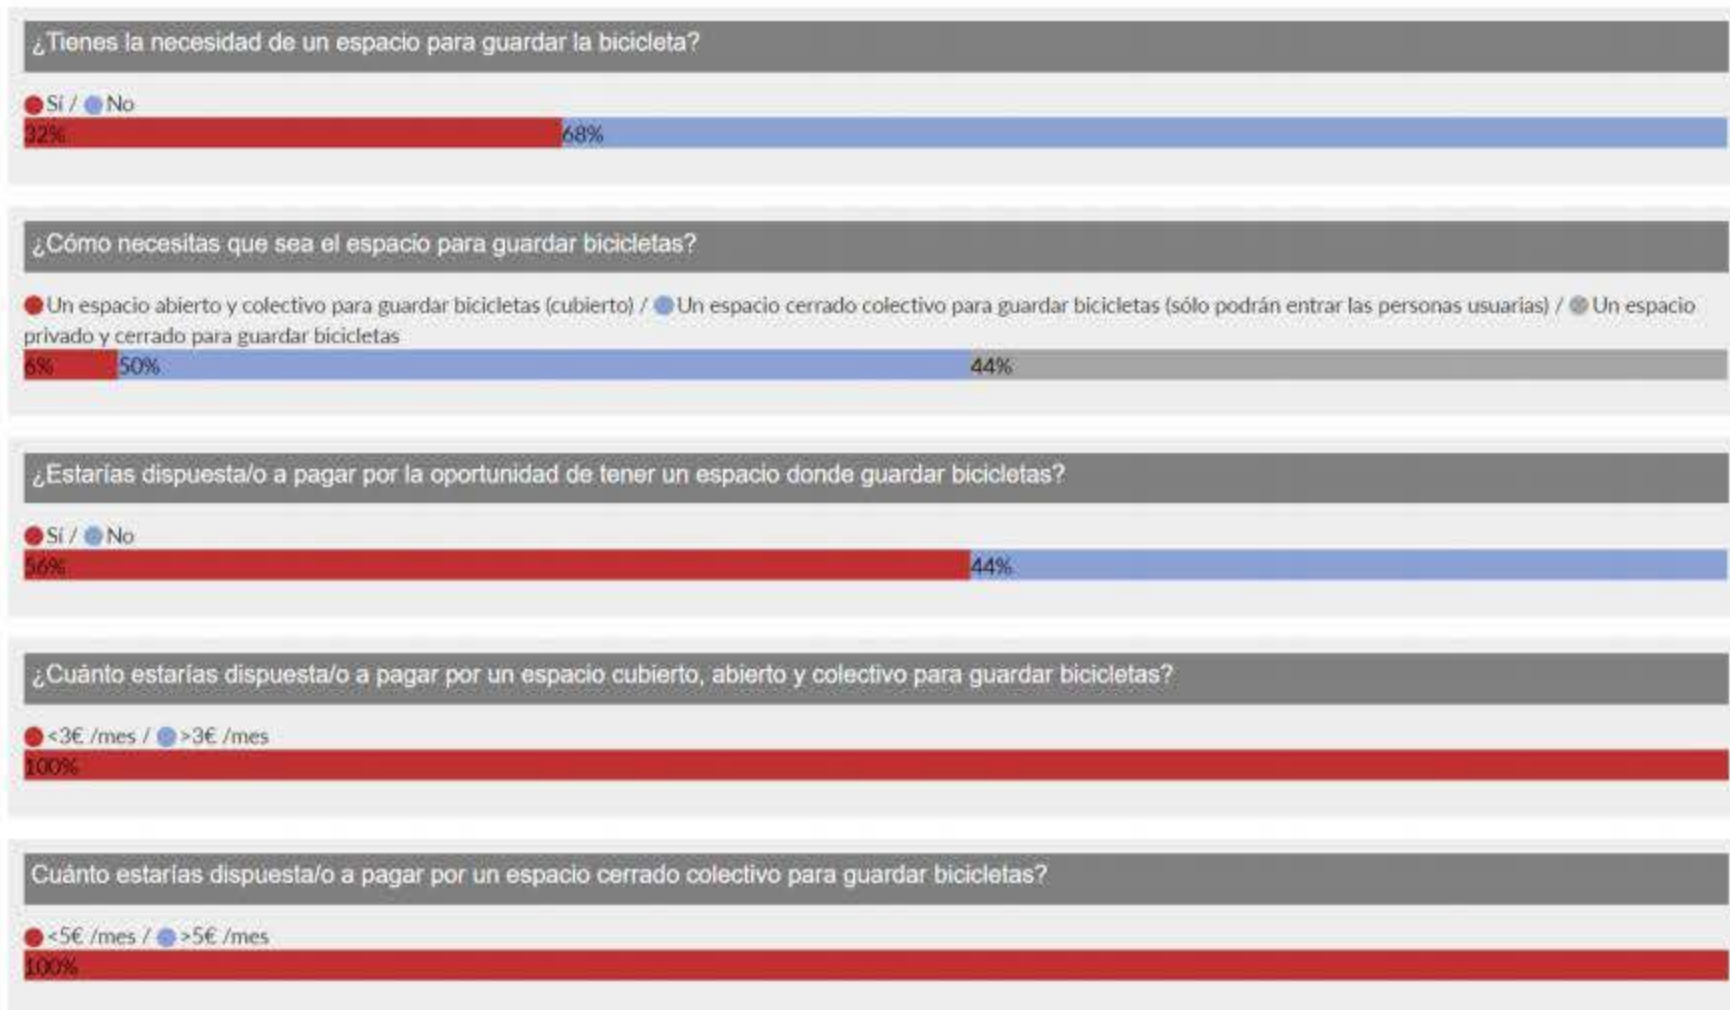 ¿Tienes la necesidad de un espacio para guardar la bicicleta?
Sí / No
32% 68%
¿Cómo necesitas que sea el espacio para guardar bicicletas?
Un espacio abierto y colectivo para guardar bicicletas (cubierto) / Un espacio cerrado colectivo para guardar bicicletas (sólo podrán entrar las personas usuarias) / Un espacio
privado y cerrado para guardar bicicletas
6% 50% 44%
¿Estarías dispuesta/o a pagar por la oportunidad de tener un espacio donde guardar bicicletas?
Sí / No
56% 44%
¿Cuánto estarías dispuesta/o a pagar por un espacio cubierto, abierto y colectivo para guardar bicicletas?
<3€ /mes / >3€ /mes
100%
Cuánto estarías dispuesta/o a pagar por un espacio cerrado colectivo para guardar bicicletas?
<5€ /mes / >5€ /mes
100%